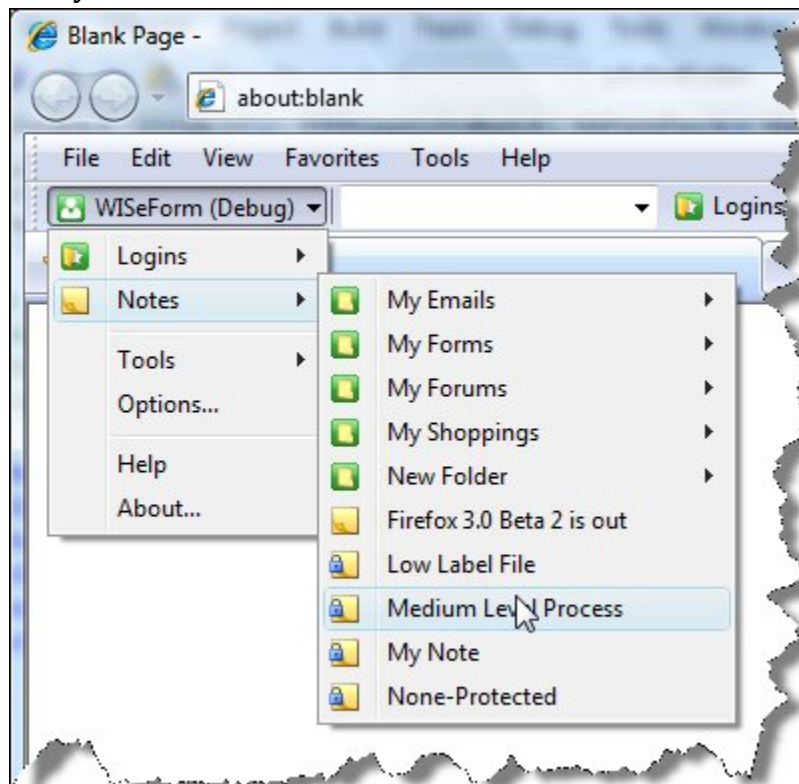 Blank Page -
about:blank
File Edit View Favorites Tools Help
WISeForm (Debug) Logins
Logins
Notes
Tools
Options...
Help
About...
My Emails
My Forms
My Forums
My Shoppings
New Folder
Firefox 3.0 Beta 2 is out
Low Label File
Medium Level Process
My Note
None-Protected